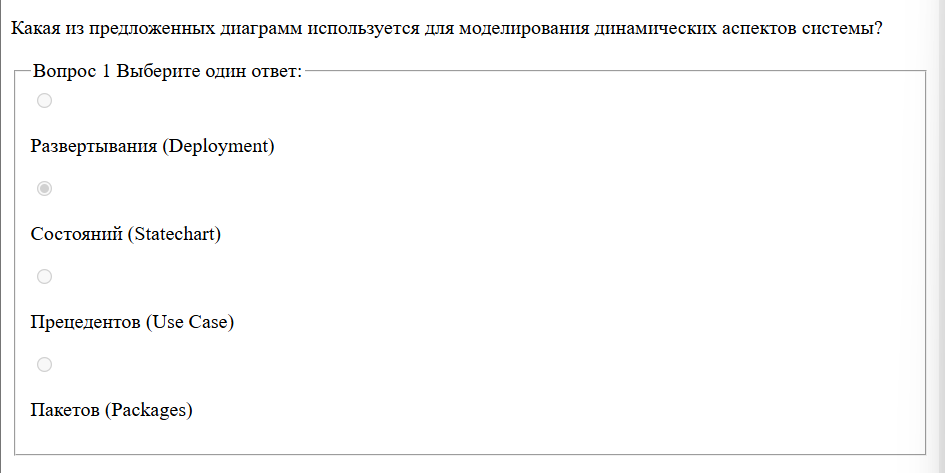 Какая из предложенных диаграмм используется для моделирования динамических аспектов системы?
Вопрос 1 Выберите один ответ:
Развертывания (Deployment)
Состояний (Statechart)
Прецедентов (Use Case)
Пакетов (Packages)